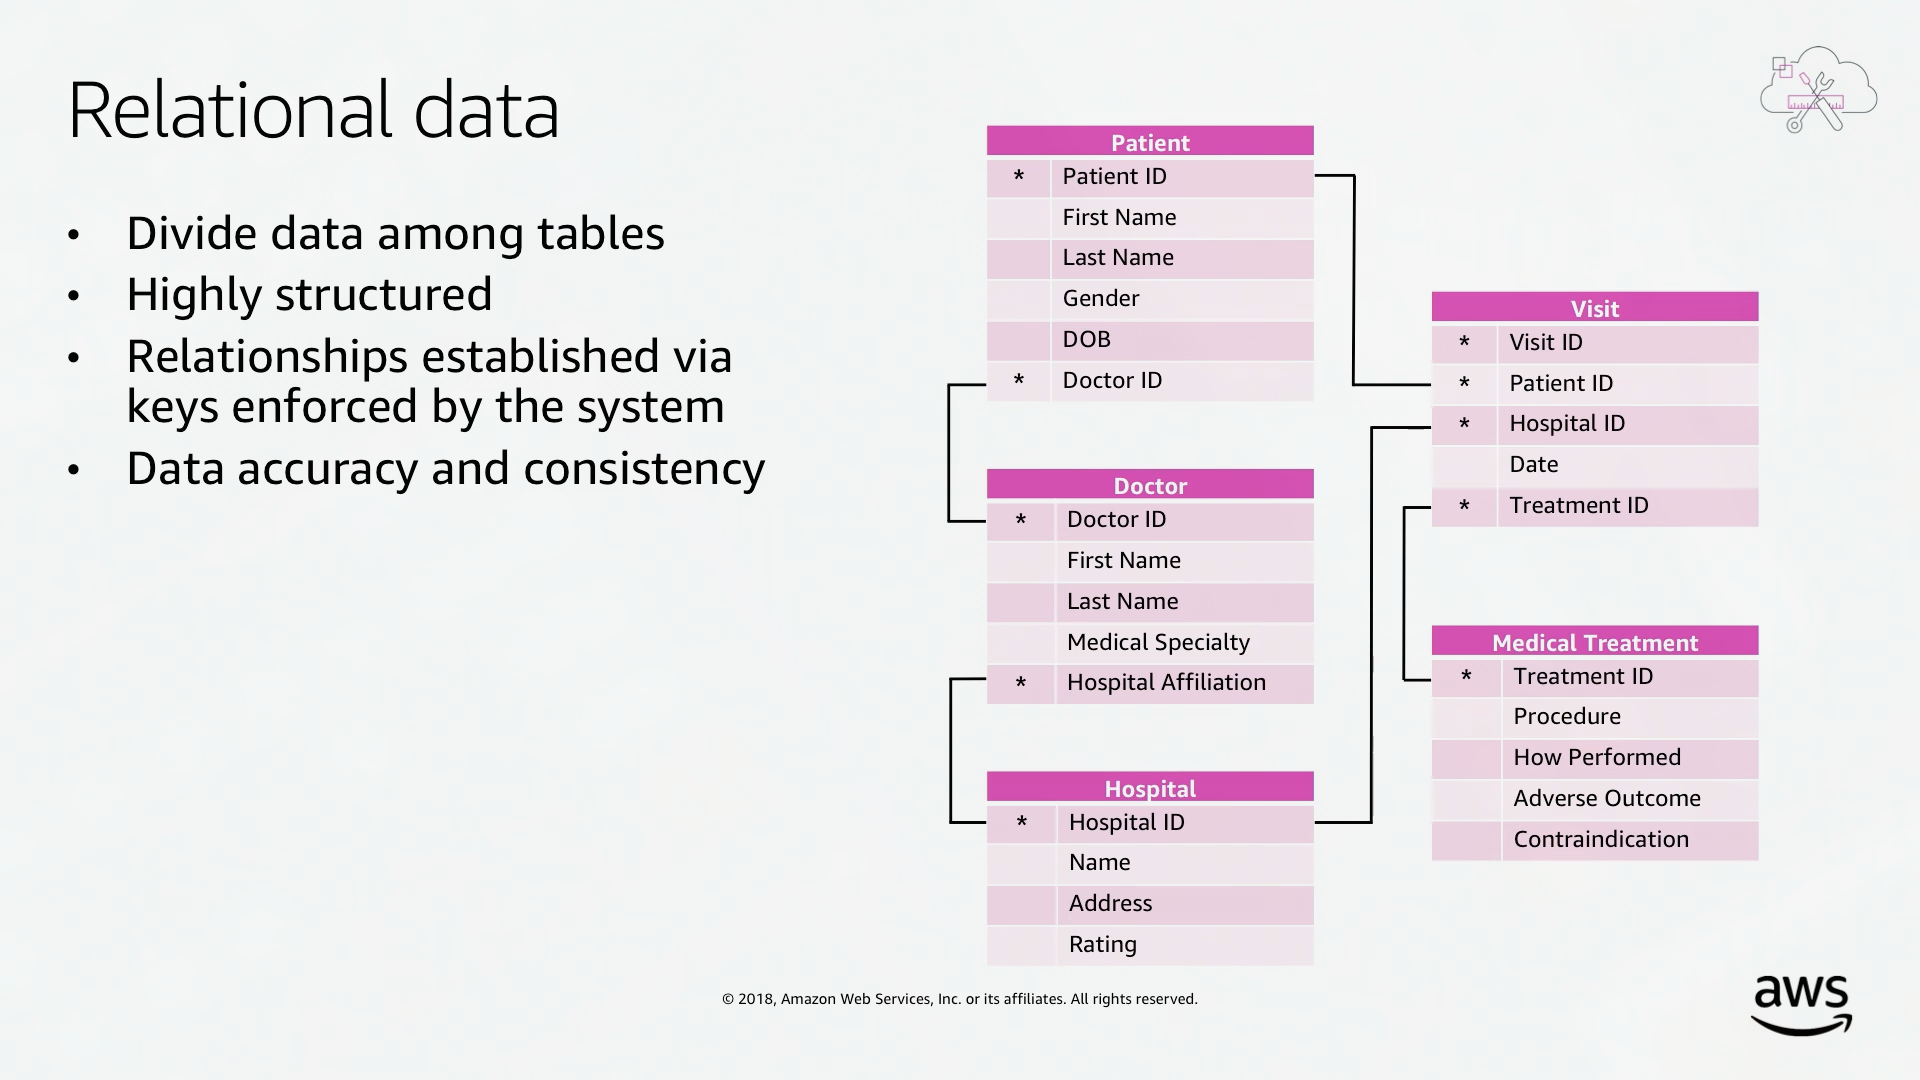 Relational data
• Divide data among tables
• Highly structured
• Relationships established via
keys enforced by the system
• Data accuracy and consistency
Patient
* Patient ID
First Name
Last Name
Gender
DOB
* Doctor ID
Doctor
* Doctor ID
First Name
Last Name
Medical Specialty
* Hospital Affiliation
Hospital
* Hospital ID
Name
Address
Rating
Visit
* Visit ID
* Patient ID
* Hospital ID
Date
* Treatment ID
Medical Treatment
* Treatment ID
Procedure
How Performed
Adverse Outcome
Contraindication
© 2018, Amazon Web Services, Inc. or its affiliates. All rights reserved.
aws